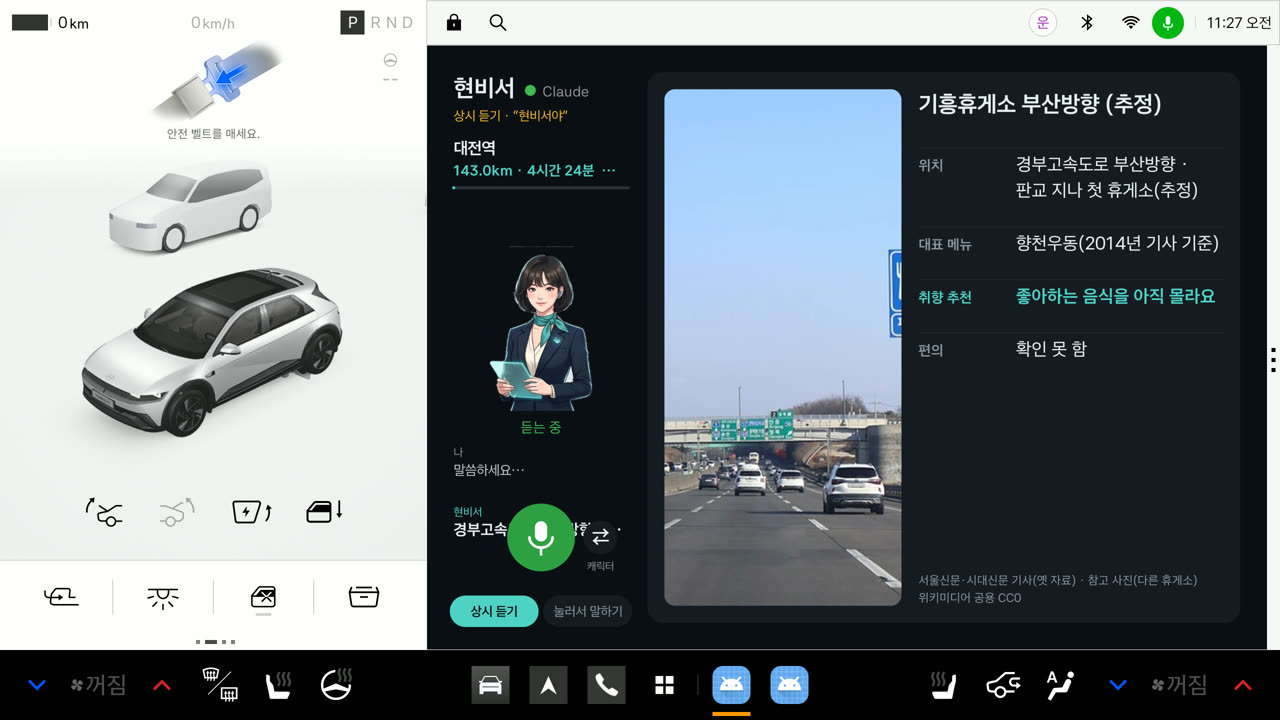 0 km
0 km/h
P R N D
운
11:27 오전
안전 벨트를 매세요.
현비서
Claude
상시 듣기 · "현비서야"
대전역
143.0km · 4시간 24분 ···
듣는 중
나
말씀하세요···
현비서
경부고속
캐릭터
상시 듣기
눌러서 말하기
기흥휴게소 부산방향 (추정)
위치
경부고속도로 부산방향 ·
판교 지나 첫 휴게소(추정)
대표 메뉴
향천우동(2014년 기사 기준)
취향 추천
좋아하는 음식을 아직 몰라요
편의
확인 못 함
서울신문·시대신문 기사(옛 자료) · 참고 사진(다른 휴게소)
위키미디어 공용 CC0
꺼짐
A
꺼짐